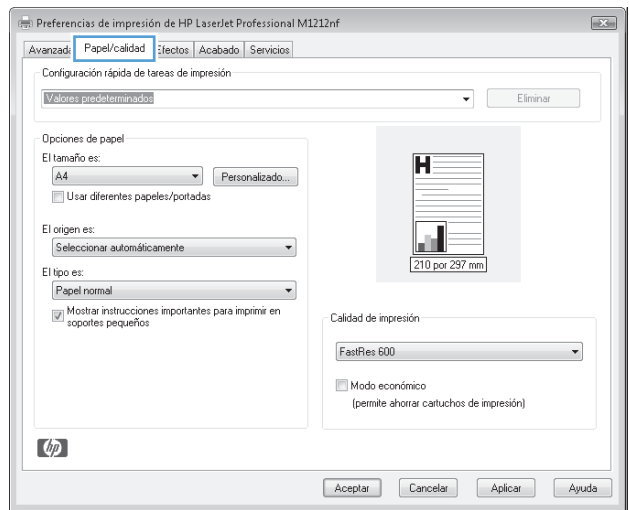 Preferencias de impresión de HP LaserJet Professional M1212nf
Papel/calidad Efectos Acabado Servicios
Configuración rápida de tareas de impresión
Valores predeterminados Eliminar
Opciones de papel
El tamaño es:
A4 Personalizado...
Usar diferentes papeles/portadas
El origen es:
Seleccionar automáticamente
El tipo es:
Papel normal
Mostrar instrucciones importantes para imprimir en
soportes pequeños
H
210 por 297 mm
Calidad de impresión
FastRes 600
Modo económico
(permite ahorrar cartuchos de impresión)
hp
Aceptar Cancelar Aplicar Ayuda